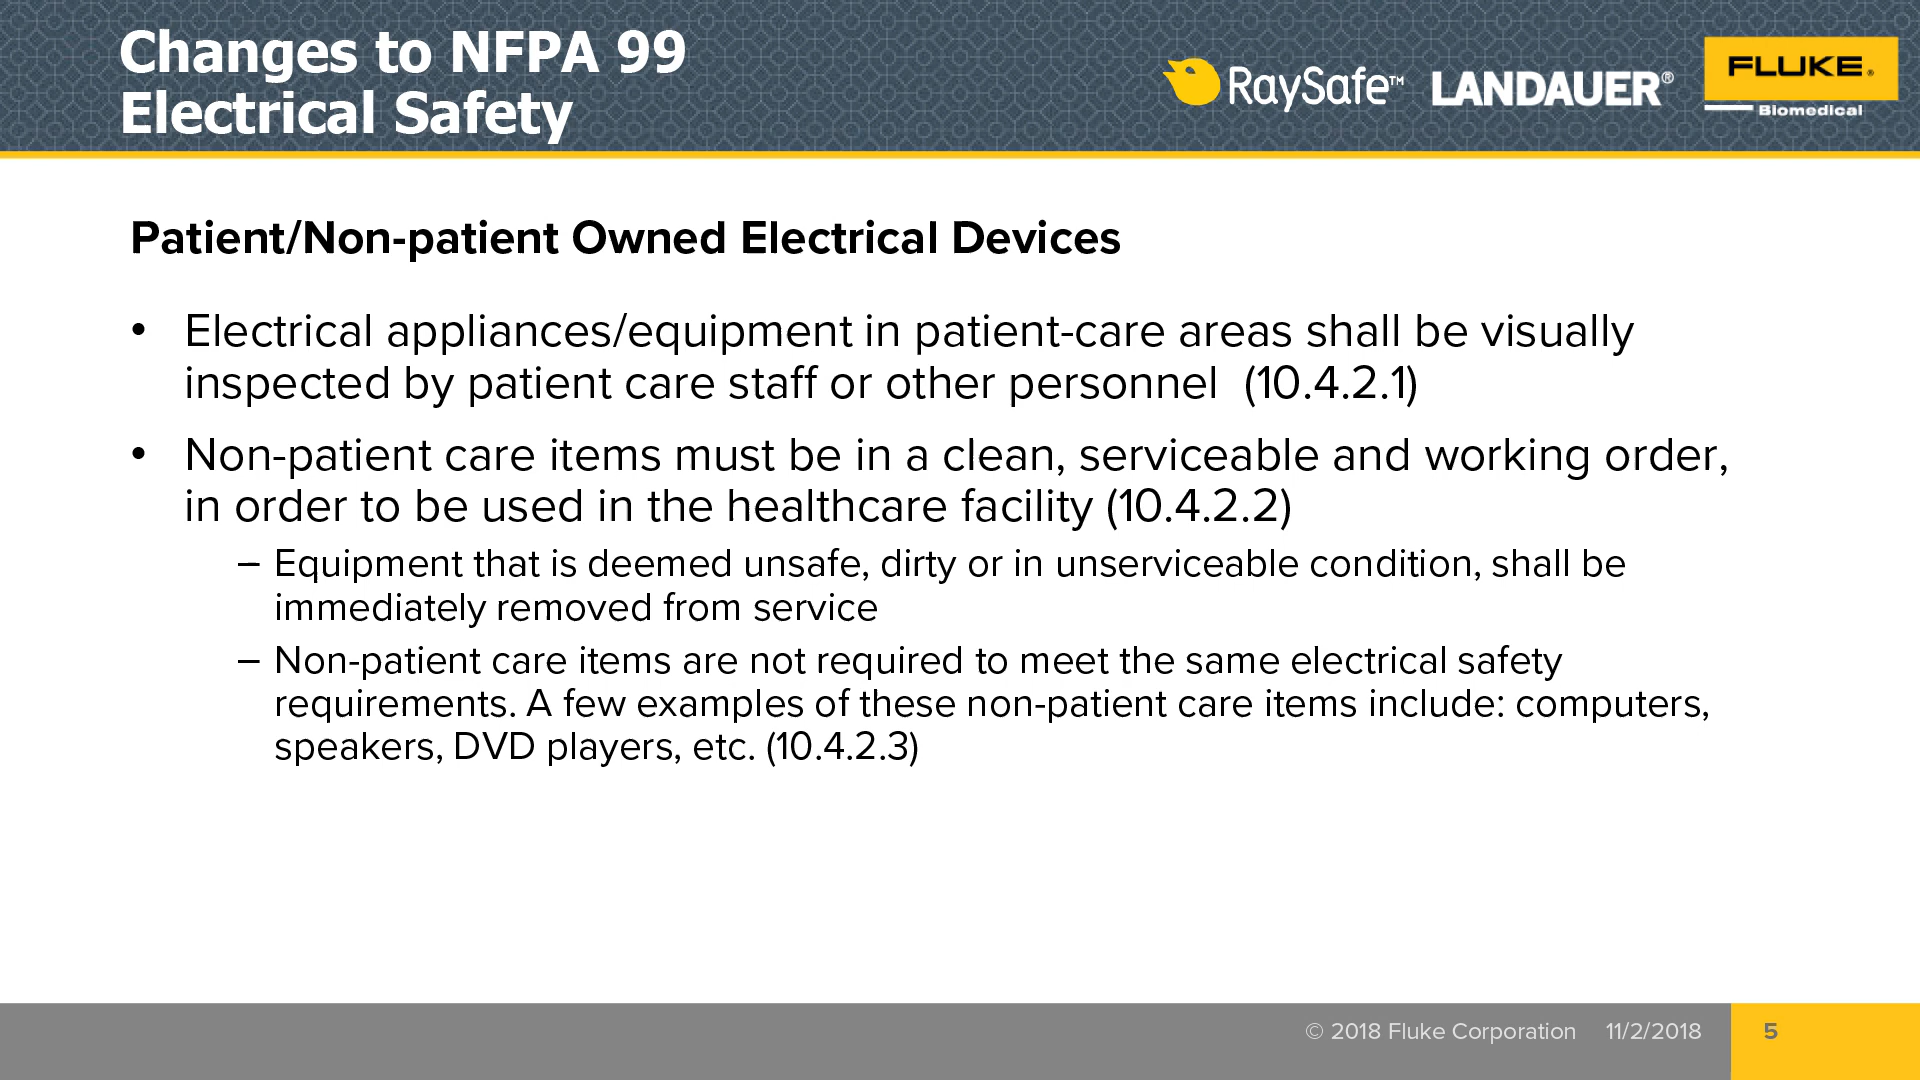 Changes to NFPA 99
Electrical Safety
RaySafe™ LANDAUER® FLUKE®
Biomedical
Patient/Non-patient Owned Electrical Devices
• Electrical appliances/equipment in patient-care areas shall be visually
inspected by patient care staff or other personnel (10.4.2.1)
• Non-patient care items must be in a clean, serviceable and working order,
in order to be used in the healthcare facility (10.4.2.2)
– Equipment that is deemed unsafe, dirty or in unserviceable condition, shall be
immediately removed from service
– Non-patient care items are not required to meet the same electrical safety
requirements. A few examples of these non-patient care items include: computers,
speakers, DVD players, etc. (10.4.2.3)
© 2018 Fluke Corporation 11/2/2018 5